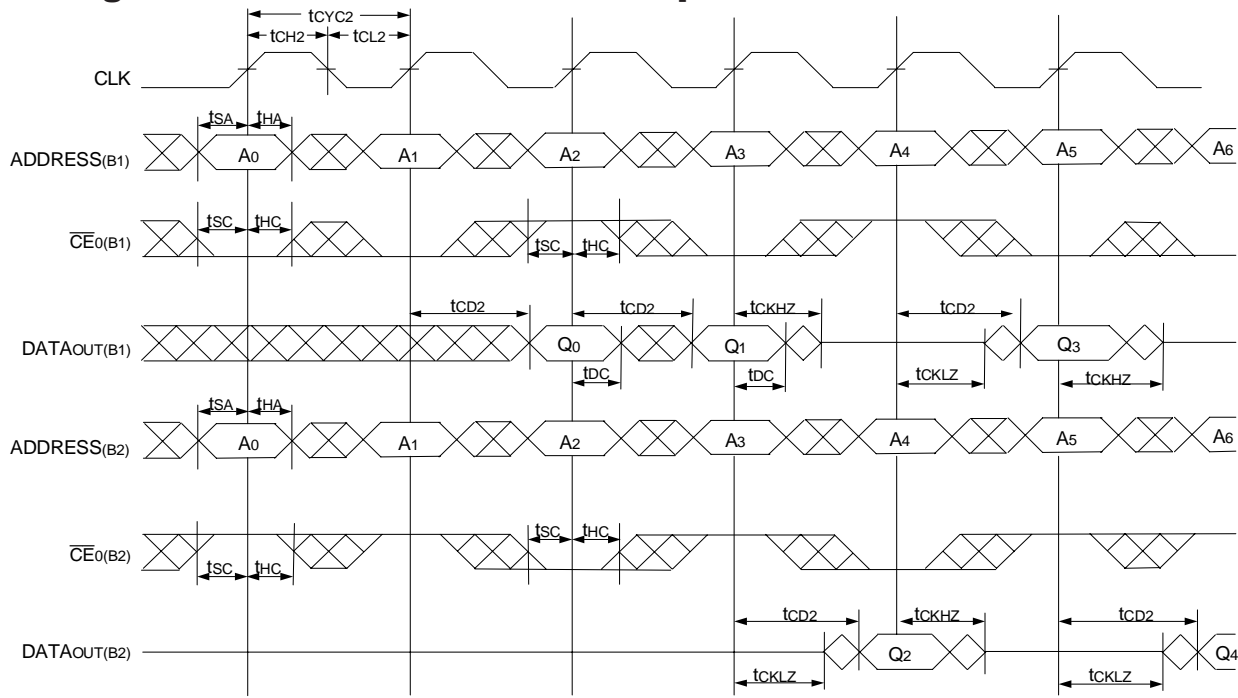 tCYC2
tCH2 tCL2
CLK
tSA tHA
ADDRESS(B1) A0 A1 A2 A3 A4 A5 A6
tSC tHC
CE0(B1)
tSC tHC
tCD2 tCD2 tCKHZ tCD2
DATAOUT(B1) Q0 Q1 Q3
tDC tDC tCKLZ tCKHZ
tSA tHA
ADDRESS(B2) A0 A1 A2 A3 A4 A5 A6
tSC tHC
CE0(B2)
tSC tHC
tCD2 tCKHZ tCD2
DATAOUT(B2) Q2 Q4
tCKLZ tCKLZ